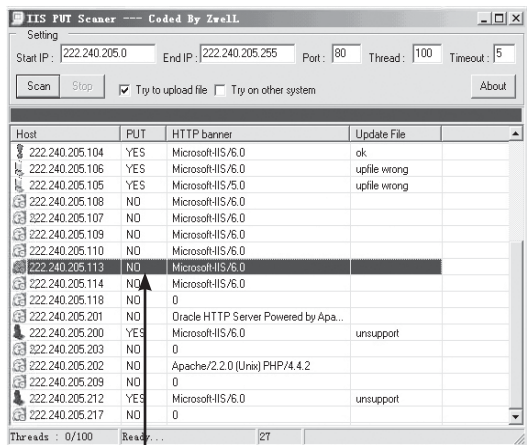 IIS PUT Scaner --- Coded By ZwelL
Setting
Start IP : 222.240.205.0 End IP : 222.240.205.255 Port : 80 Thread : 100 Timeout : 5
Scan Stop Try to upload file Try on other system About
Host PUT HTTP banner Update File
222.240.205.104 YES Microsoft-IIS/6.0 ok
222.240.205.106 YES Microsoft-IIS/6.0 upfile wrong
222.240.205.105 YES Microsoft-IIS/5.0 upfile wrong
222.240.205.108 NO Microsoft-IIS/6.0
222.240.205.107 NO Microsoft-IIS/6.0
222.240.205.109 NO Microsoft-IIS/6.0
222.240.205.110 NO Microsoft-IIS/6.0
222.240.205.113 NO Microsoft-IIS/6.0
222.240.205.114 NO Microsoft-IIS/6.0
222.240.205.118 NO 0
222.240.205.201 NO Oracle HTTP Server Powered by Apa...
222.240.205.200 YES Microsoft-IIS/6.0 unsupport
222.240.205.203 NO 0
222.240.205.202 NO Apache/2.2.0 (Unix) PHP/4.4.2
222.240.205.209 NO 0
222.240.205.212 YES Microsoft-IIS/6.0 unsupport
222.240.205.217 NO 0
Threads : 0/100 Ready... 27